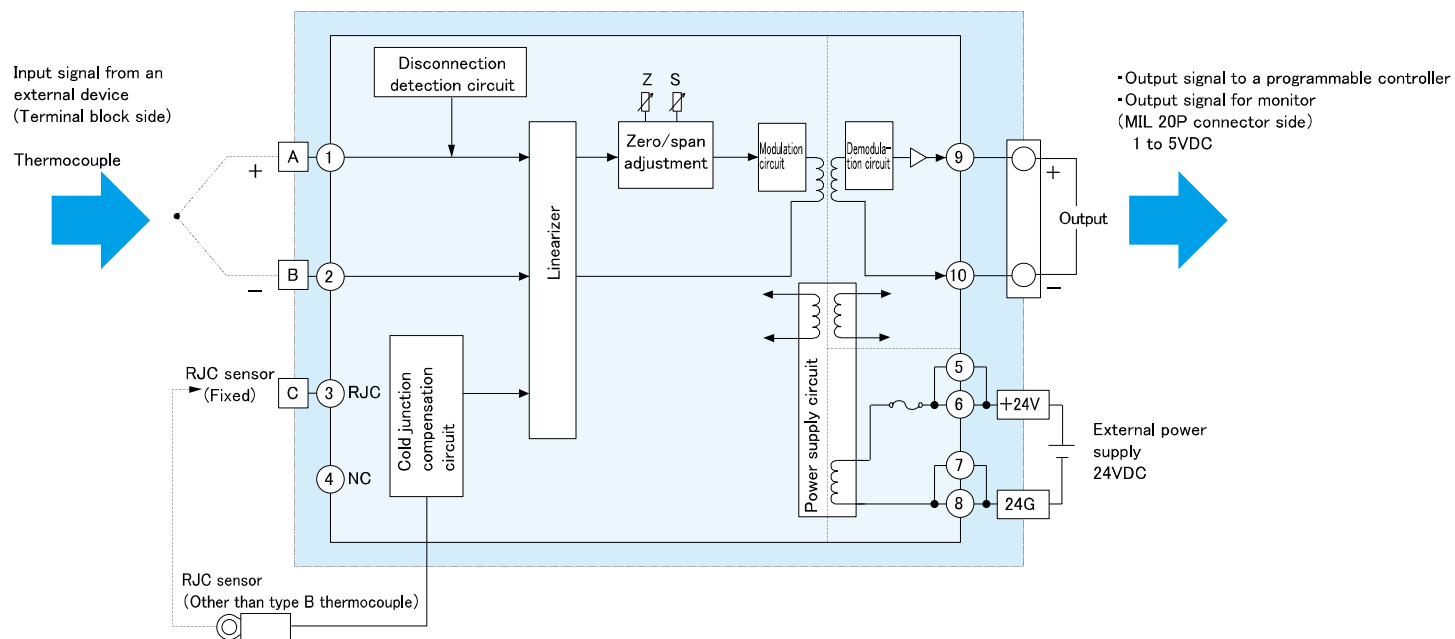 Input signal from an
external device
(Terminal block side)
Thermocouple
+
−
A
B
C
1
2
3
4
RJC
NC
RJC sensor
(Fixed)
RJC sensor
(Other than type B thermocouple)
Disconnection
detection circuit
Linearizer
Cold junction
compensation
circuit
Z
S
Zero/span
adjustment
Modulation
circuit
Demodula-
tion circuit
Power supply circuit
9
10
5
6
7
8
+
Output
−
+24V
24G
External power
supply
24VDC
・Output signal to a programmable controller
・Output signal for monitor
(MIL 20P connector side)
1 to 5VDC